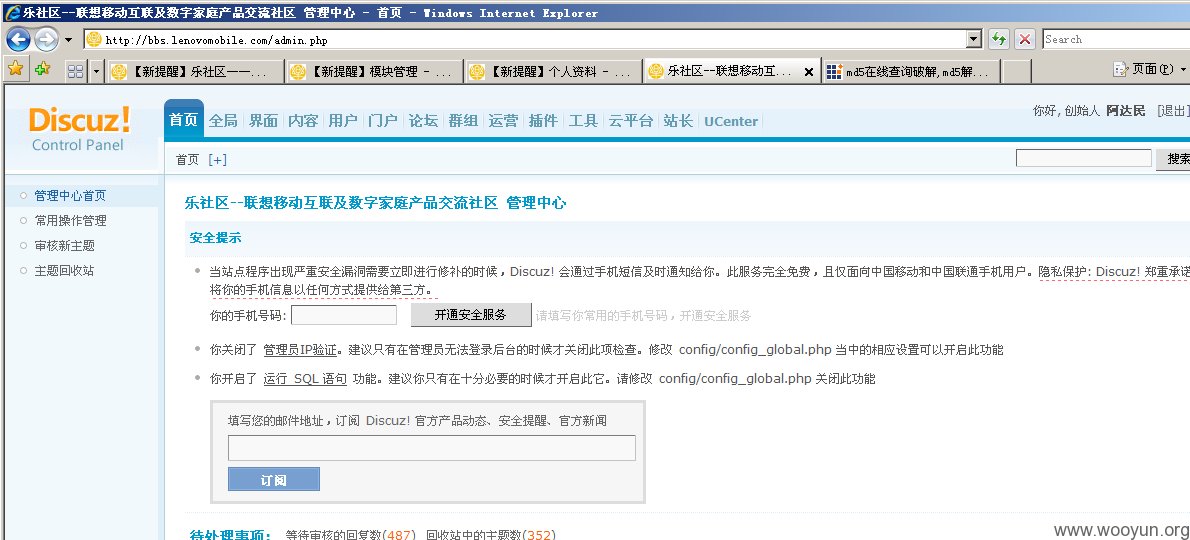 乐社区--联想移动互联及数字家庭产品交流社区 管理中心 - 首页 - Windows Internet Explorer
http://bbs.lenovomobile.com/admin.php
Search
【新提醒】乐社区——...
【新提醒】模块管理 - ...
【新提醒】个人资料 - ...
乐社区--联想移动互...
md5在线查询破解,md5解...
页面(P)
Discuz!
Control Panel
首页 全局 界面 内容 用户 门户 论坛 群组 运营 插件 工具 云平台 站长 UCenter
你好, 创始人 阿达民 [退出]
首页 [+]
搜索
管理中心首页
常用操作管理
审核新主题
主题回收站
乐社区--联想移动互联及数字家庭产品交流社区 管理中心
安全提示
当站点程序出现严重安全漏洞需要立即进行修补的时候，Discuz! 会通过手机短信及时通知给你。此服务完全免费，且仅面向中国移动和中国联通手机用户。隐私保护: Discuz! 郑重承诺
将你的手机信息以任何方式提供给第三方。
你的手机号码: 开通安全服务 请填写你常用的手机号码，开通安全服务
你关闭了 管理员IP验证。建议只有在管理员无法登录后台的时候才关闭此项检查。修改 config/config_global.php 当中的相应设置可以开启此功能
你开启了 运行 SQL 语句 功能。建议你只有在十分必要的时候才开启此它。请修改 config/config_global.php 关闭此功能
填写您的邮件地址，订阅 Discuz! 官方产品动态、安全提醒、官方新闻
订阅
待处理事项: 等待审核的回复数(487) 回收站中的主题数(352)
www.wooyun.org